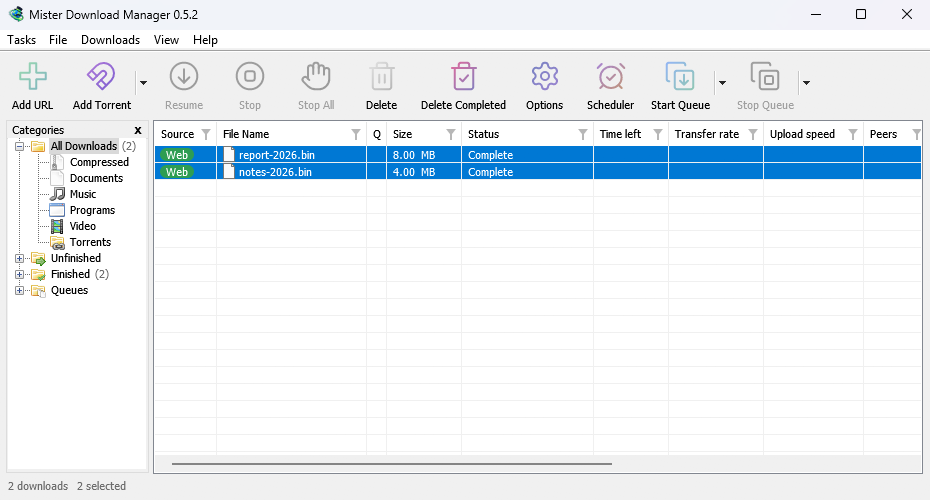 Mister Download Manager 0.5.2
Tasks File Downloads View Help
Add URL Add Torrent Resume Stop Stop All Delete Delete Completed Options Scheduler Start Queue Stop Queue
Categories x
All Downloads (2)
Compressed
Documents
Music
Programs
Video
Torrents
Unfinished
Finished (2)
Queues
Source File Name Q Size Status Time left Transfer rate Upload speed Peers
Web report-2026.bin 8.00 MB Complete
Web notes-2026.bin 4.00 MB Complete
2 downloads 2 selected